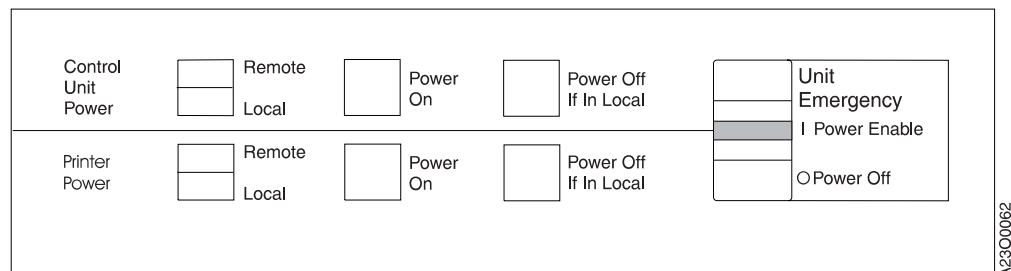 Control
Unit
Power
Remote
Local
Power
On
Power Off
If In Local
Unit
Emergency
I Power Enable
O Power Off
Printer
Power
Remote
Local
Power
On
Power Off
If In Local
A23O0062